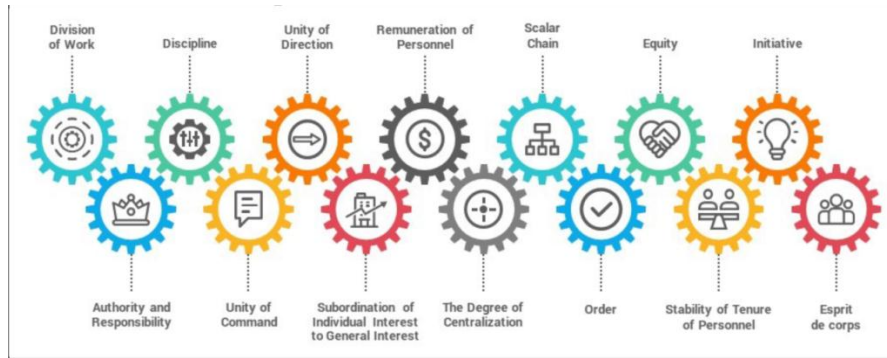 Division
of Work
Discipline
Unity of
Direction
Remuneration of
Personnel
Scalar
Chain
Equity
Initiative
$
Authority and
Responsibility
Unity of
Command
Subordination of
Individual Interest
to General Interest
The Degree of
Centralization
Order
Stability of Tenure
of Personnel
Esprit
de corps